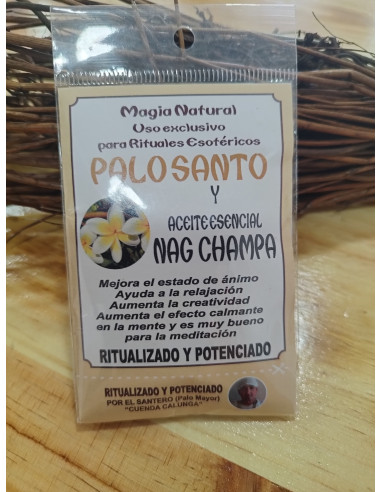 Magia Natural
Uso exclusivo
para Rituales Esotéricos
PALO SANTO
Y
ACEITE ESENCIAL
NAG CHAMPA
Mejora el estado de ánimo
Ayuda a la relajación
Aumenta la creatividad
Aumenta el efecto calmante
en la mente y es muy bueno
para la meditación
RITUALIZADO Y POTENCIADO
RITUALIZADO Y POTENCIADO
POR EL SANTERO (Palo Mayor)
"GUENDA CALUNGA"